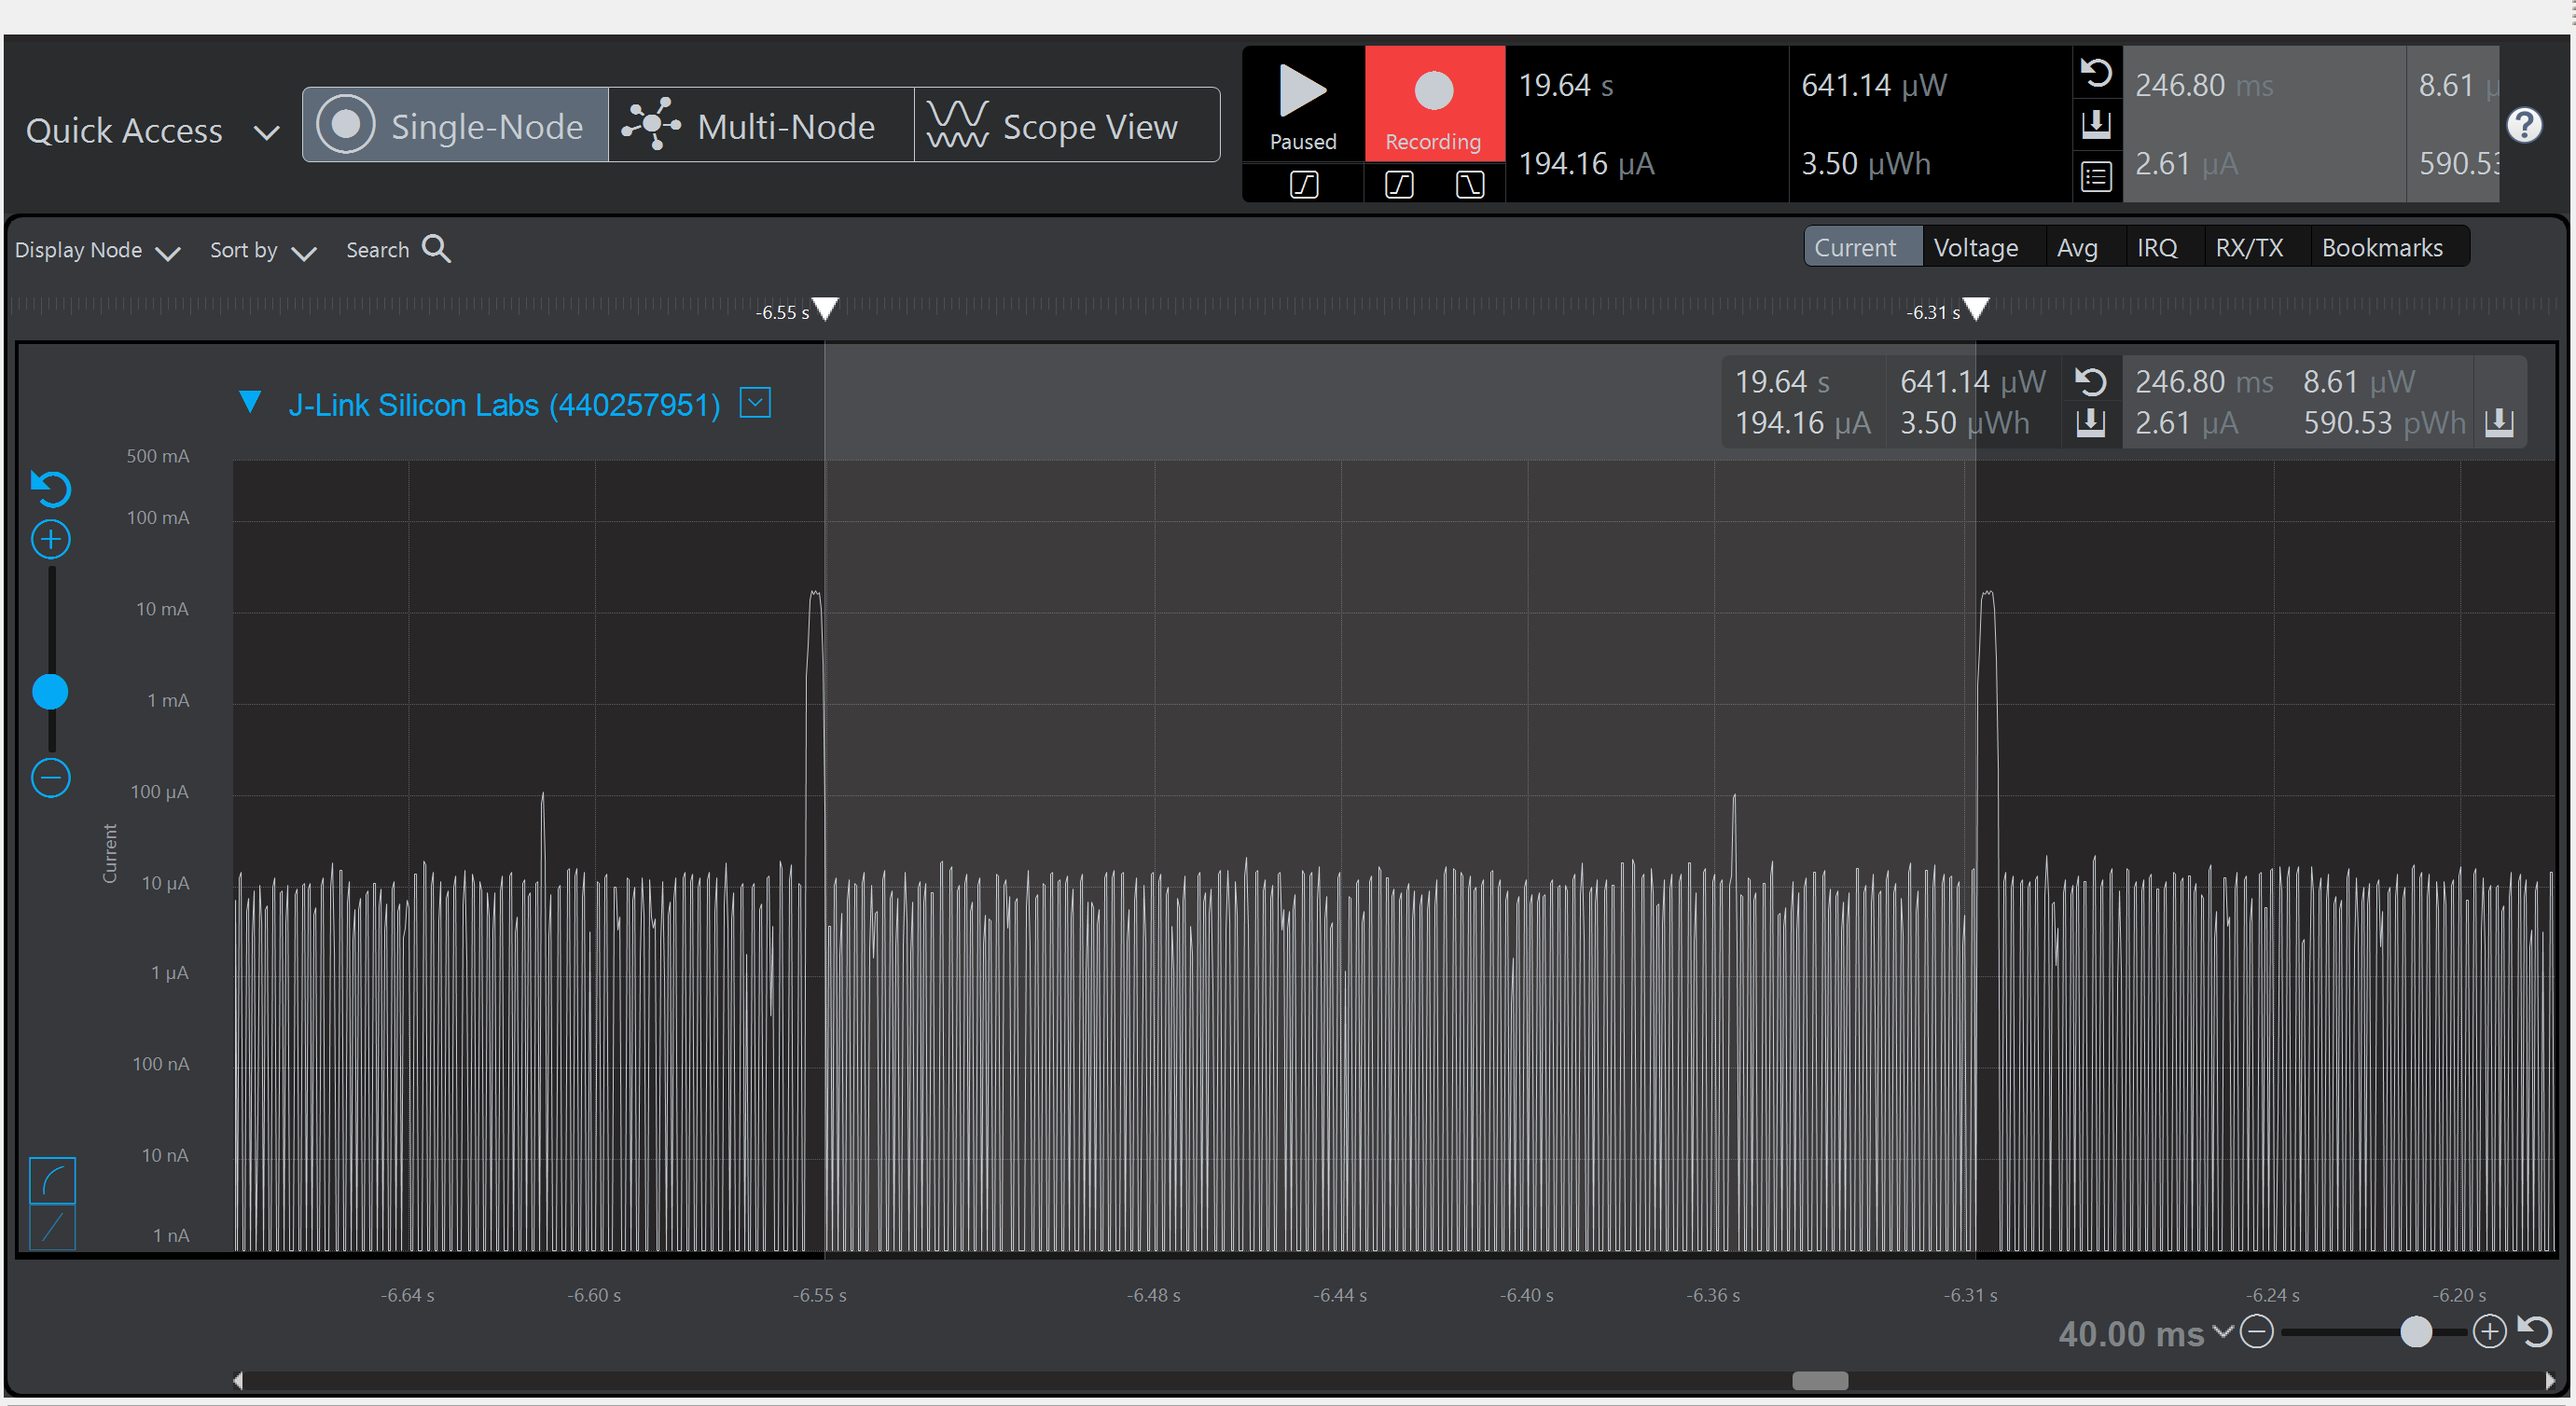 Quick Access
Single-Node
Multi-Node
Scope View
Paused
Recording
19.64 s
194.16 µA
641.14 µW
3.50 µWh
246.80 ms
2.61 µA
8.61 µ
590.53
Display Node
Sort by
Search
Current
Voltage
Avg
IRQ
RX/TX
Bookmarks
-6.55 s
-6.31 s
J-Link Silicon Labs (440257951)
19.64 s
194.16 µA
641.14 µW
3.50 µWh
246.80 ms
2.61 µA
8.61 µW
590.53 pWh
500 mA
100 mA
10 mA
1 mA
100 µA
10 µA
1 µA
100 nA
10 nA
1 nA
Current
-6.64 s
-6.60 s
-6.55 s
-6.48 s
-6.44 s
-6.40 s
-6.36 s
-6.31 s
-6.24 s
-6.20 s
40.00 ms